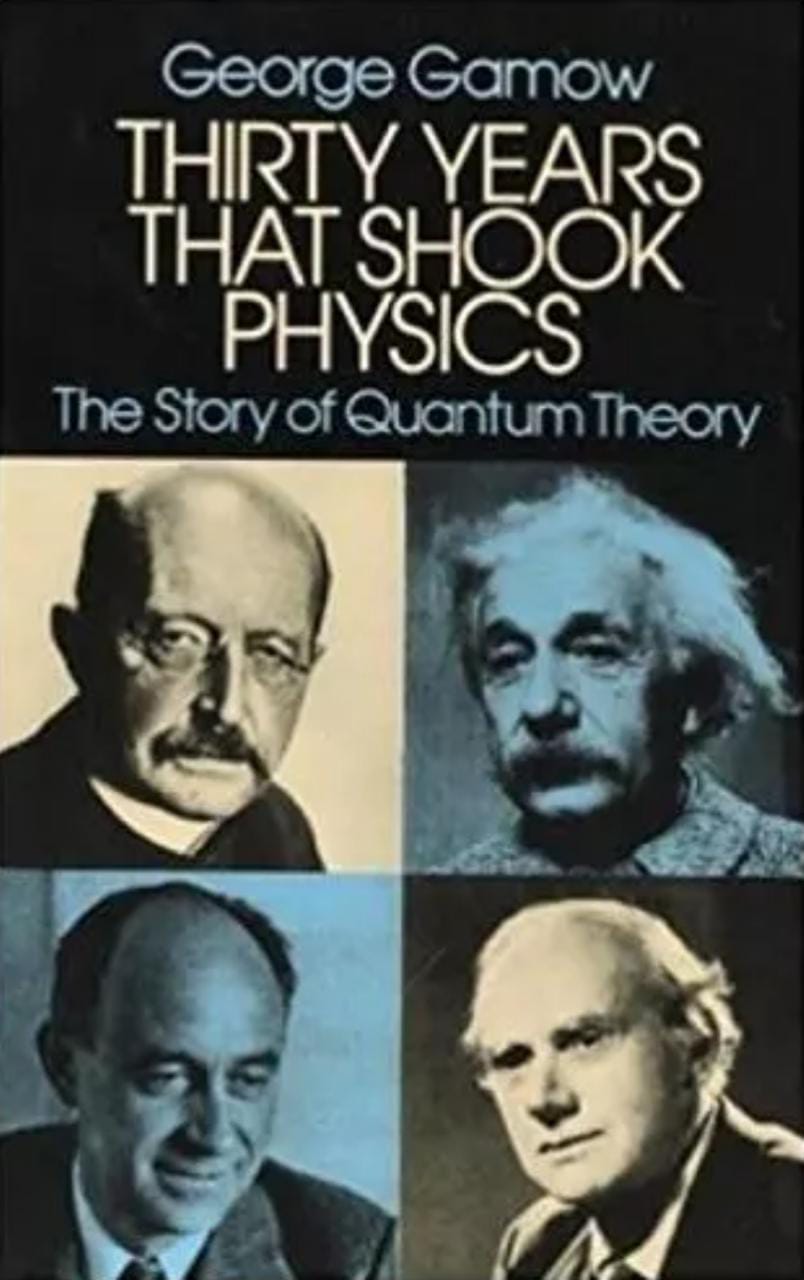 George Gamow
THIRTY YEARS
THAT SHOOK
PHYSICS
The Story of Quantum Theory